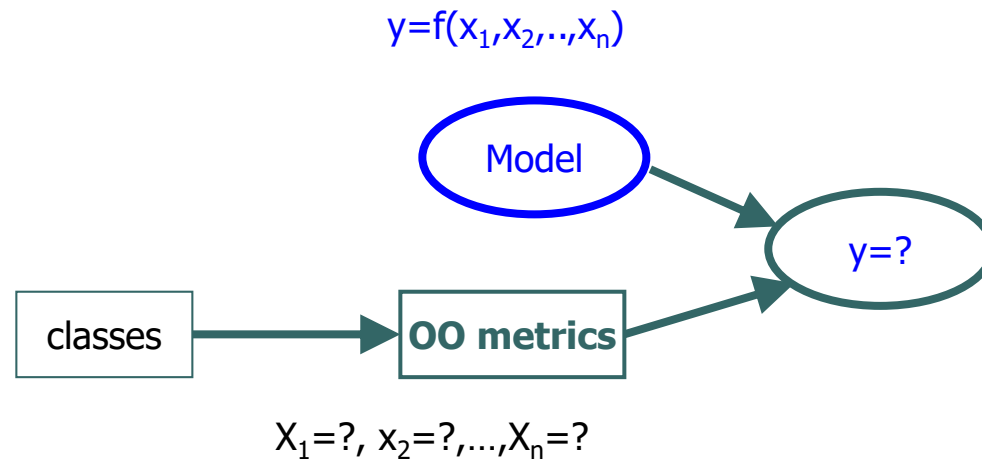 y=f(x₁,x₂,..,xₙ)
Model
y=?
classes
OO metrics
X₁=?, x₂=?,...,Xₙ=?